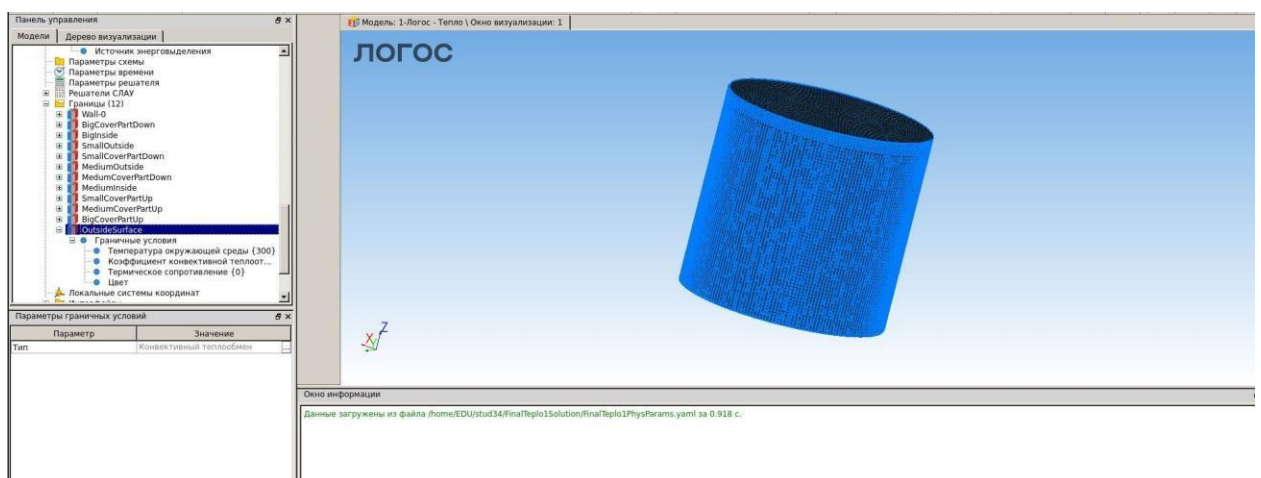 Панель управления
Модели
Дерево визуализации
Источник энерговыделения
Параметры схемы
Параметры времени
Параметры решателя
Решатели СЛАУ
Границы (12)
Wall-0
BigCoverPartDown
BigInside
SmallOutside
SmallCoverPartDown
MediumOutside
MedumCoverPartDown
MediumInside
SmallCoverPartUp
MediumCoverPartUp
BigCoverPartUp
OutsideSurface
Граничные условия
Температура окружающей среды {300}
Коэффициент конвективной теплоот...
Термическое сопротивление {0}
Цвет
Локальные системы координат
Параметры граничных условий
Параметр Значение
Тип Конвективный теплообмен ...
Модель: 1-Логос - Тепло \ Окно визуализации: 1
ЛОГОС
Z
X
Y
Окно информации
Данные загружены из файла /home/EDU/stud34/FinalTeplo1Solution/FinalTeplo1PhysParams.yaml за 0.918 с.